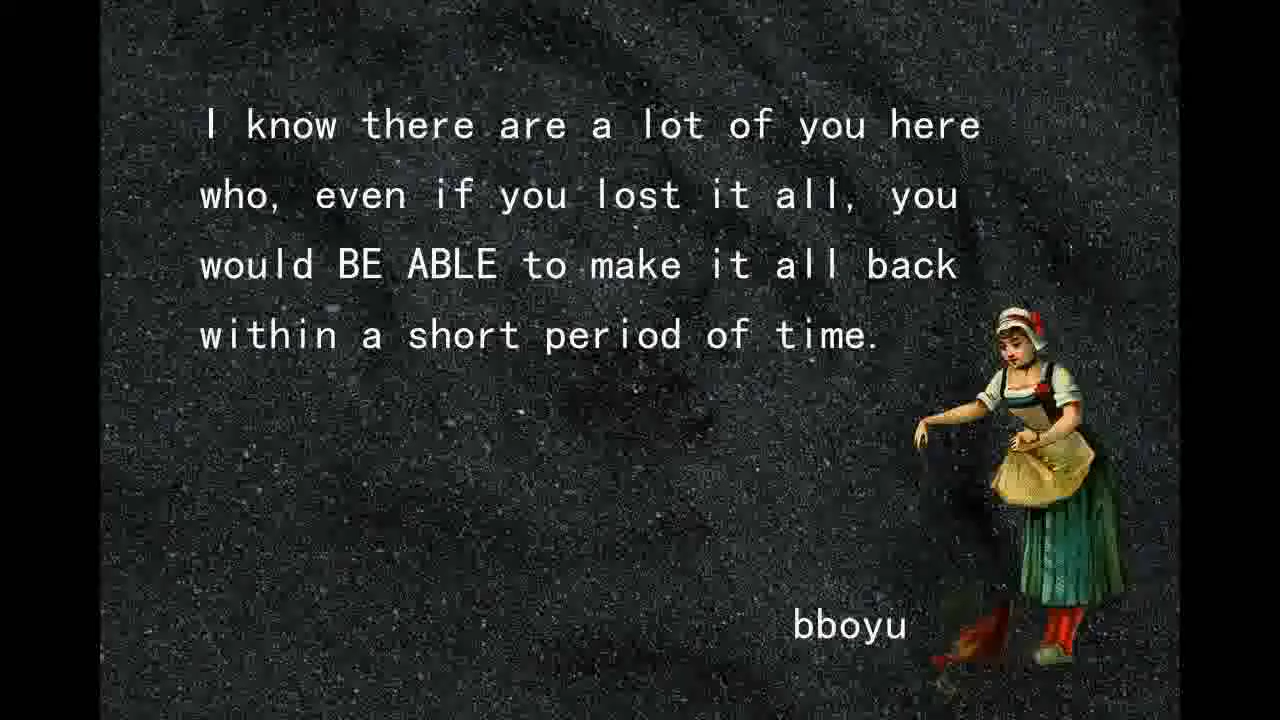 I know there are a lot of you here
who, even if you lost it all, you
would BE ABLE to make it all back
within a short period of time.
bboyu